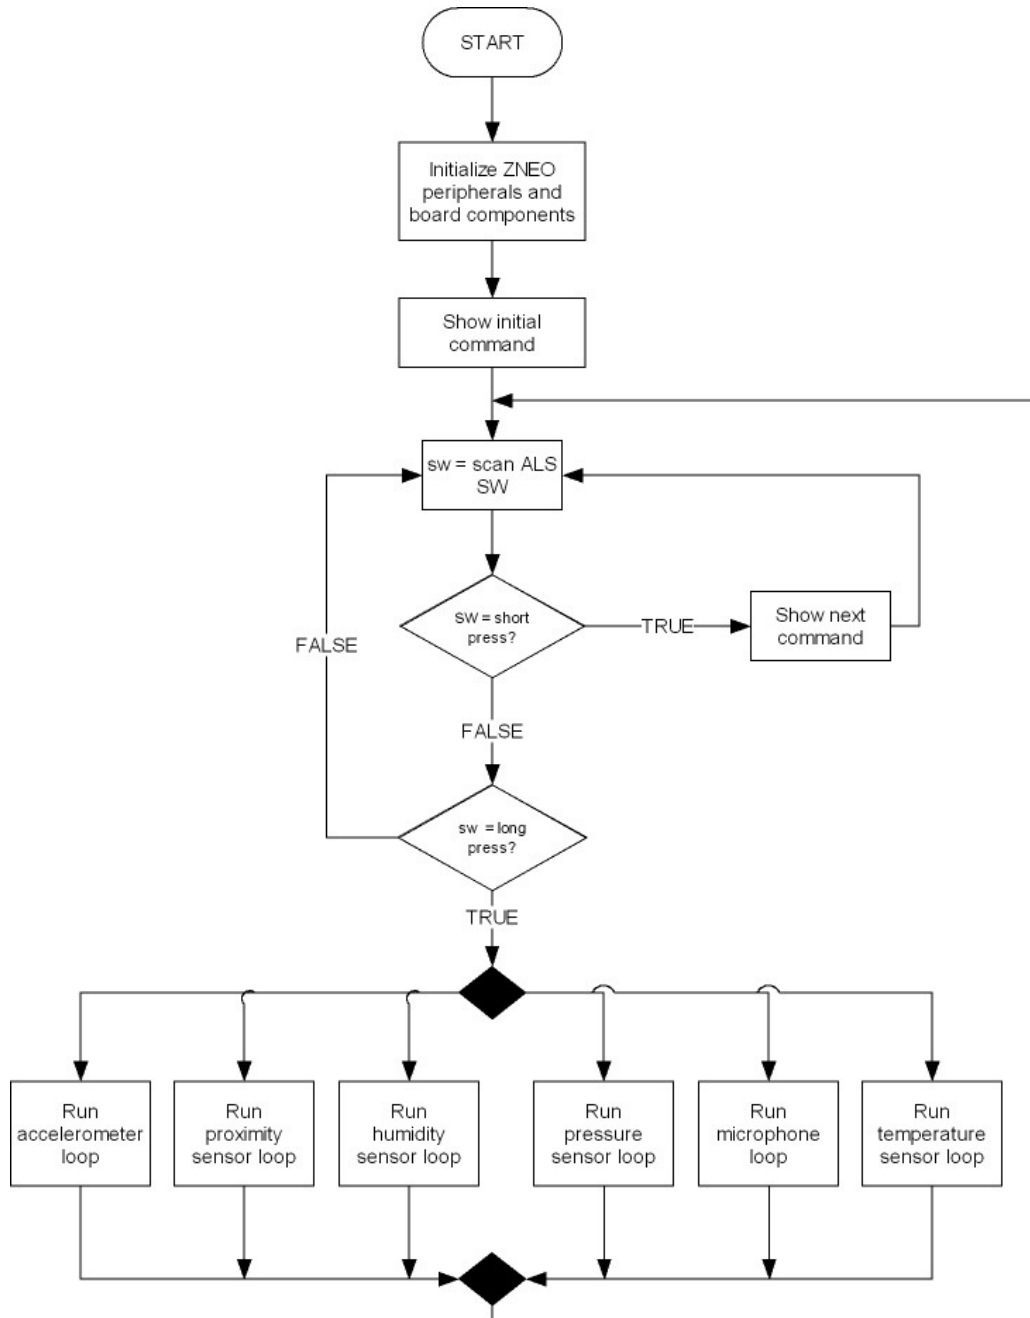 START
Initialize ZNEO
peripherals and
board components
Show initial
command
sw = scan ALS
SW
SW = short
press?
TRUE
Show next
command
FALSE
FALSE
sw = long
press?
TRUE
Run
accelerometer
loop
Run
proximity
sensor loop
Run
humidity
sensor loop
Run
pressure
sensor loop
Run
microphone
loop
Run
temperature
sensor loop